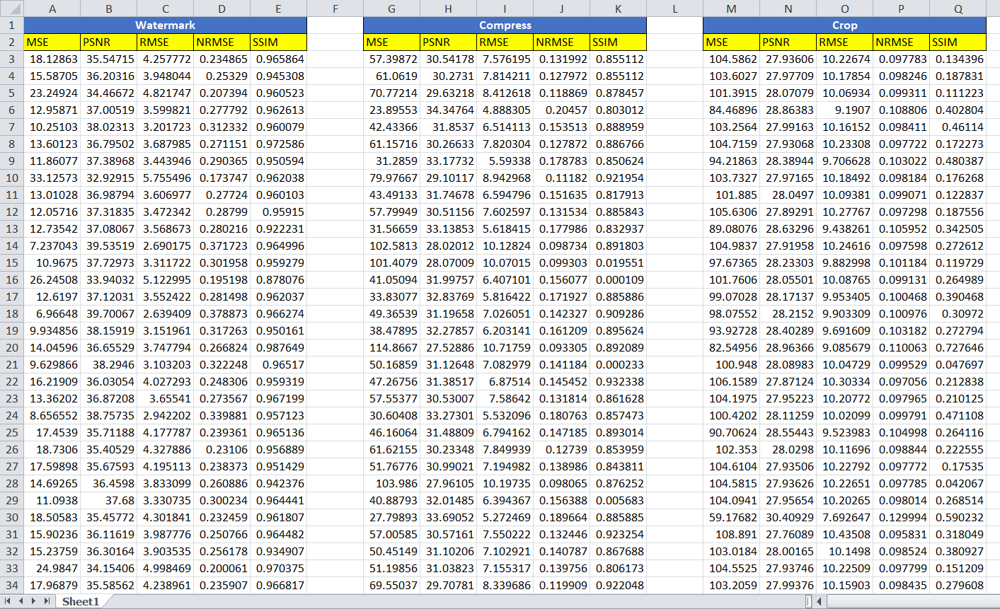 A B C D E F G H I J K L M N O P Q
1 Watermark Compress Crop
2 MSE PSNR RMSE NRMSE SSIM MSE PSNR RMSE NRMSE SSIM MSE PSNR RMSE NRMSE SSIM
3 18.12863 35.54715 4.257772 0.234865 0.965864 57.39872 30.54178 7.576195 0.131992 0.855112 104.5862 27.93606 10.22674 0.097783 0.134396
4 15.58705 36.20316 3.948044 0.25329 0.945308 61.0619 30.2731 7.814211 0.127972 0.855112 103.6027 27.97709 10.17854 0.098246 0.187831
5 23.24924 34.46672 4.821747 0.207394 0.960523 70.77214 29.63218 8.412618 0.118869 0.878457 101.3915 28.07079 10.06934 0.099311 0.111223
6 12.95871 37.00519 3.599821 0.277792 0.962613 23.89553 34.34764 4.888305 0.20457 0.803012 84.46896 28.86383 9.1907 0.108806 0.402804
7 10.25103 38.02313 3.201723 0.312332 0.960079 42.43366 31.8537 6.514113 0.153513 0.888959 103.2564 27.99163 10.16152 0.098411 0.46114
8 13.60123 36.79502 3.687985 0.271151 0.972586 61.15716 30.26633 7.820304 0.127872 0.886766 104.7159 27.93068 10.23308 0.097722 0.172273
9 11.86077 37.38968 3.443946 0.290365 0.950594 31.2859 33.17732 5.59338 0.178783 0.850624 94.21863 28.38944 9.706628 0.103022 0.480387
10 33.12573 32.92915 5.755496 0.173747 0.962038 79.97667 29.10117 8.942968 0.11182 0.921954 103.7327 27.97165 10.18492 0.098184 0.176268
11 13.01028 36.98794 3.606977 0.27724 0.960103 43.49133 31.74678 6.594796 0.151635 0.817913 101.885 28.0497 10.09381 0.099071 0.122837
12 12.05716 37.31835 3.472342 0.28799 0.95915 57.79949 30.51156 7.602597 0.131534 0.885843 105.6306 27.89291 10.27767 0.097298 0.187556
13 12.73542 37.08067 3.568673 0.280216 0.922231 31.56659 33.13853 5.618415 0.177986 0.832937 89.08076 28.63296 9.438261 0.105952 0.342505
14 7.237043 39.53519 2.690175 0.371723 0.964996 102.5813 28.02012 10.12824 0.098734 0.891803 104.9837 27.91958 10.24616 0.097598 0.272612
15 10.9675 37.72973 3.311722 0.301958 0.959279 101.4079 28.07009 10.07015 0.099303 0.019551 97.67365 28.23303 9.882998 0.101184 0.119729
16 26.24508 33.94032 5.122995 0.195198 0.878076 41.05094 31.99757 6.407101 0.156077 0.000109 101.7606 28.05501 10.08765 0.099131 0.264989
17 12.6197 37.12031 3.552422 0.281498 0.962037 33.83077 32.83769 5.816422 0.171927 0.885886 99.07028 28.17137 9.953405 0.100468 0.390468
18 6.96648 39.70067 2.639409 0.378873 0.966274 49.36539 31.19658 7.026051 0.142327 0.909286 98.07552 28.2152 9.903309 0.100976 0.30972
19 9.934856 38.15919 3.151961 0.317263 0.950161 38.47895 32.27857 6.203141 0.161209 0.895624 93.92728 28.40289 9.691609 0.103182 0.272794
20 14.04596 36.65529 3.747794 0.266824 0.987649 114.8667 27.52886 10.71759 0.093305 0.892089 82.54956 28.96366 9.085679 0.110063 0.727646
21 9.629866 38.2946 3.103203 0.322248 0.96517 50.16859 31.12648 7.082979 0.141184 0.000233 100.948 28.08983 10.04729 0.099529 0.047697
22 16.21909 36.03054 4.027293 0.248306 0.959319 47.26756 31.38517 6.87514 0.145452 0.932338 106.1589 27.87124 10.30334 0.097056 0.212838
23 13.36202 36.87208 3.65541 0.273567 0.967199 57.55377 30.53007 7.58642 0.131814 0.861628 104.1975 27.95223 10.20772 0.097965 0.210125
24 8.656552 38.75735 2.942202 0.339881 0.957123 30.60408 33.27301 5.532096 0.180763 0.857473 100.4202 28.11259 10.02099 0.099791 0.471108
25 17.4539 35.71188 4.177787 0.239361 0.965136 46.16064 31.48809 6.794162 0.147185 0.893014 90.70624 28.55443 9.523983 0.104998 0.264116
26 18.7306 35.40529 4.327886 0.23106 0.956889 61.62155 30.23348 7.849939 0.12739 0.853959 102.353 28.0298 10.11696 0.098844 0.222555
27 17.59898 35.67593 4.195113 0.238373 0.951429 51.76776 30.99021 7.194982 0.138986 0.843811 104.6104 27.93506 10.22792 0.097772 0.17535
28 14.69265 36.4598 3.833099 0.260886 0.942376 103.986 27.96105 10.19735 0.098065 0.876252 104.5815 27.93626 10.22651 0.097785 0.042067
29 11.0938 37.68 3.330735 0.300234 0.964441 40.88793 32.01485 6.394367 0.156388 0.005683 104.0941 27.95654 10.20265 0.098014 0.268514
30 18.50583 35.45772 4.301841 0.232459 0.961807 27.79893 33.69052 5.272469 0.189664 0.885885 59.17682 30.40929 7.692647 0.129994 0.590232
31 15.90236 36.11619 3.987776 0.250766 0.964482 57.00585 30.57161 7.550222 0.132446 0.923254 108.891 27.76089 10.43508 0.095831 0.318049
32 15.23759 36.30164 3.903535 0.256178 0.934907 50.45149 31.10206 7.102921 0.140787 0.867688 103.0184 28.00165 10.1498 0.098524 0.380927
33 24.9847 34.15406 4.998469 0.200061 0.970375 51.19856 31.03823 7.155317 0.139756 0.806173 104.5525 27.93746 10.22509 0.097799 0.151209
34 17.96879 35.58562 4.238961 0.235907 0.966817 69.55037 29.70781 8.339686 0.119909 0.922048 103.2059 27.99376 10.15903 0.098435 0.279608
Sheet1